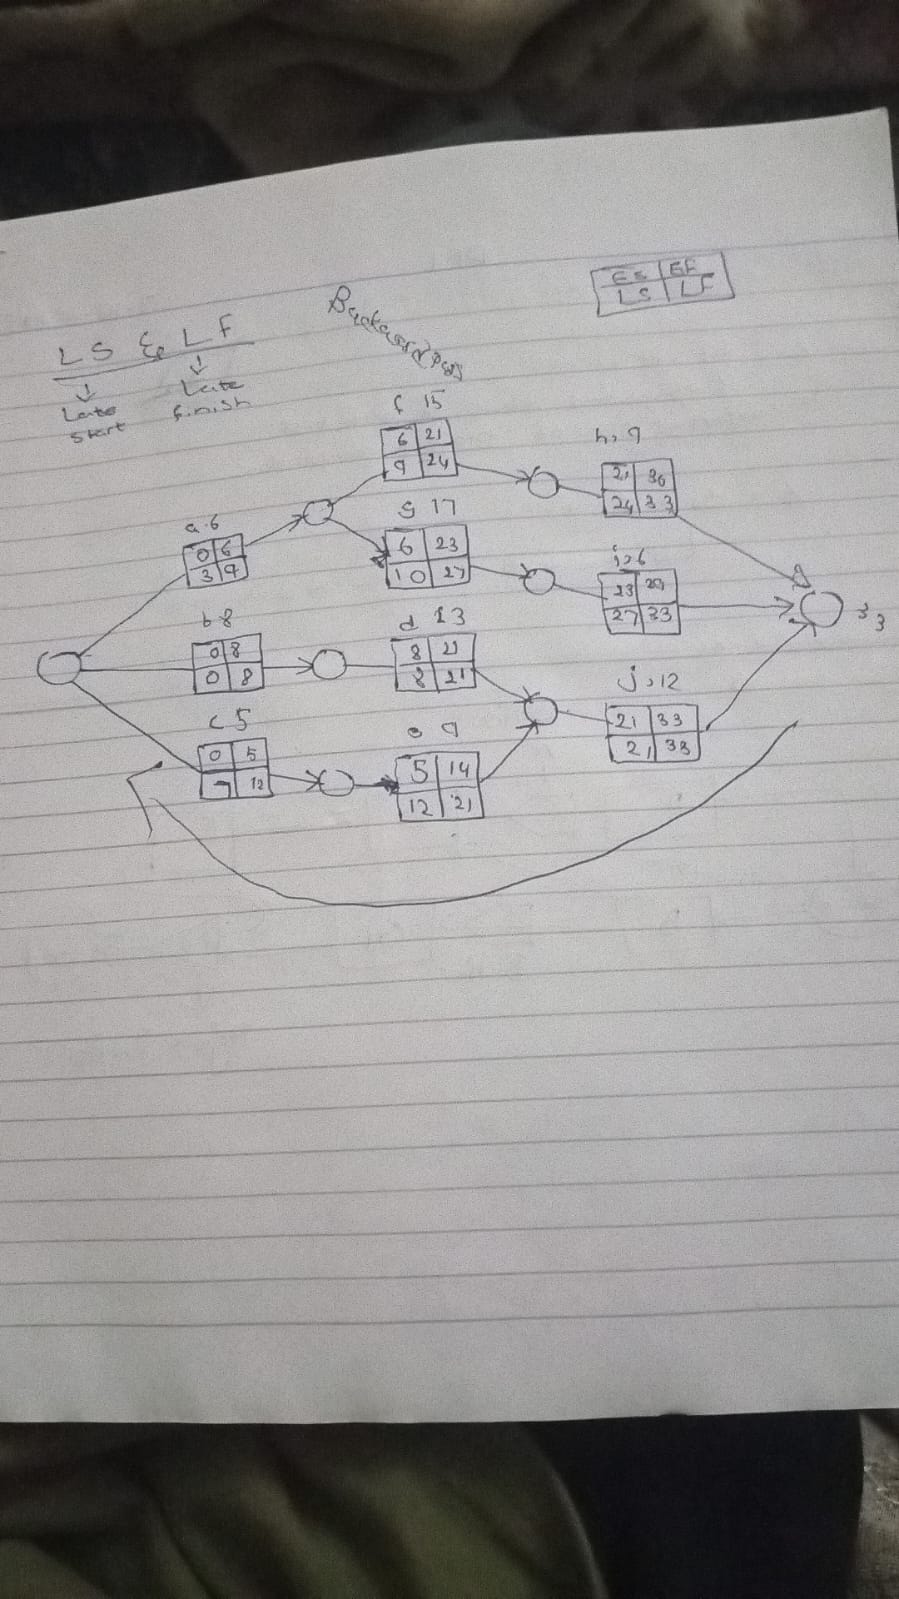 ES EF
LS LF
LS & LF
Late start
Late finish
Backward pass
f 15
6 21
9 24
h, 9
21 30
24 33
a.6
0 6
3 9
g 17
6 23
10 27
i, 6
23 29
27 33
33
b 8
0 8
0 8
d 13
8 21
8 21
j, 12
21 33
21 33
c 5
0 5
7 12
e 9
5 14
12 21